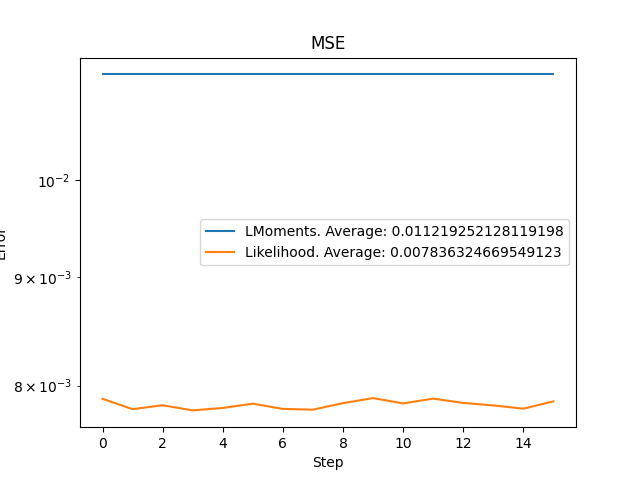 MSE
10⁻²
9 × 10⁻³
8 × 10⁻³
LMoments. Average: 0.011219252128119198
Likelihood. Average: 0.007836324669549123
0 2 4 6 8 10 12 14
Step